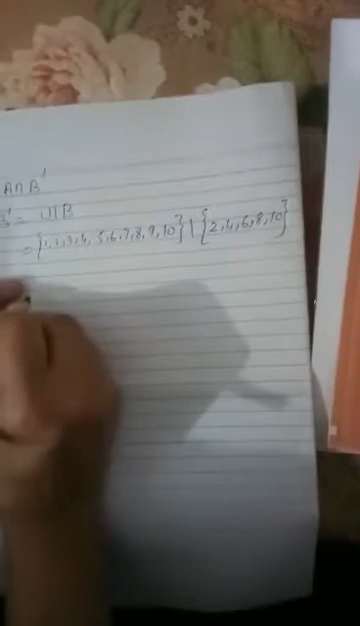 A∩B'
B' = U\B
= {1,2,3,4,5,6,7,8,9,10} \ {2,4,6,8,10}